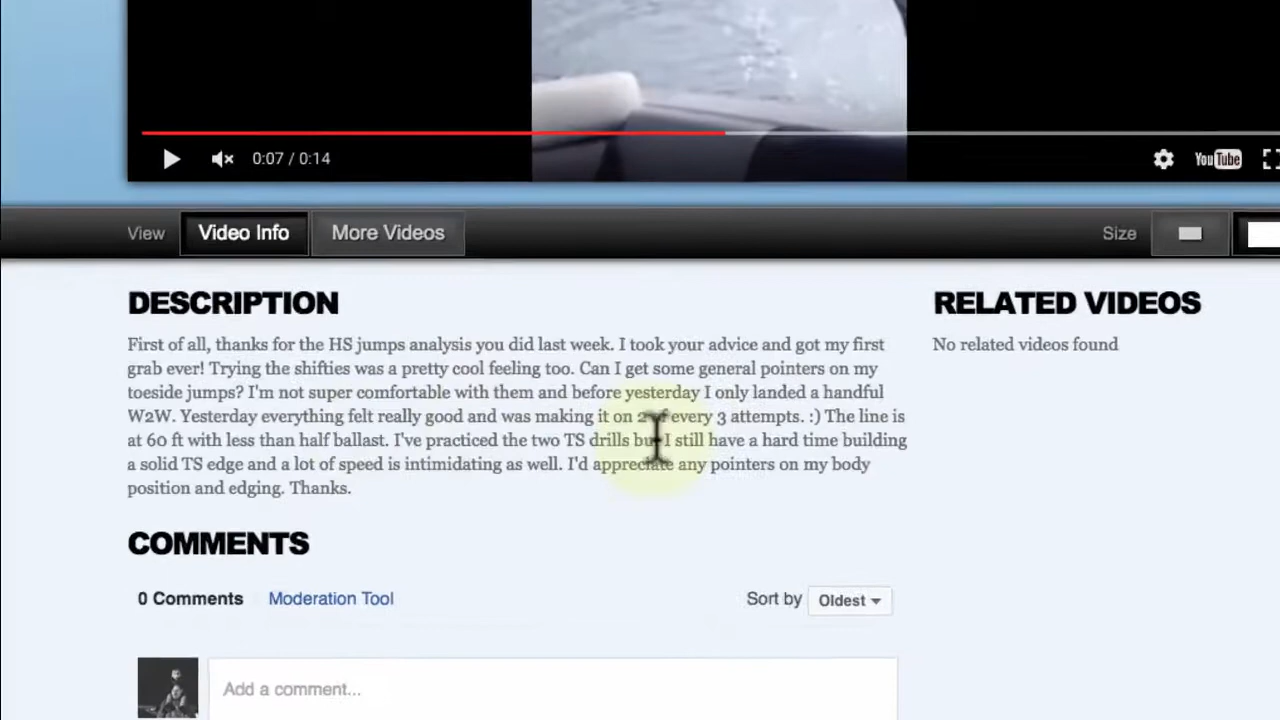 0:07 / 0:14
YouTube
View Video Info More Videos Size
DESCRIPTION
First of all, thanks for the HS jumps analysis you did last week. I took your advice and got my first
grab ever! Trying the shifties was a pretty cool feeling too. Can I get some general pointers on my
toeside jumps? I'm not super comfortable with them and before yesterday I only landed a handful
W2W. Yesterday everything felt really good and was making it on 2 of every 3 attempts. :) The line is
at 60 ft with less than half ballast. I've practiced the two TS drills but I still have a hard time building
a solid TS edge and a lot of speed is intimidating as well. I'd appreciate any pointers on my body
position and edging. Thanks.
RELATED VIDEOS
No related videos found
COMMENTS
0 Comments Moderation Tool Sort by Oldest
Add a comment...